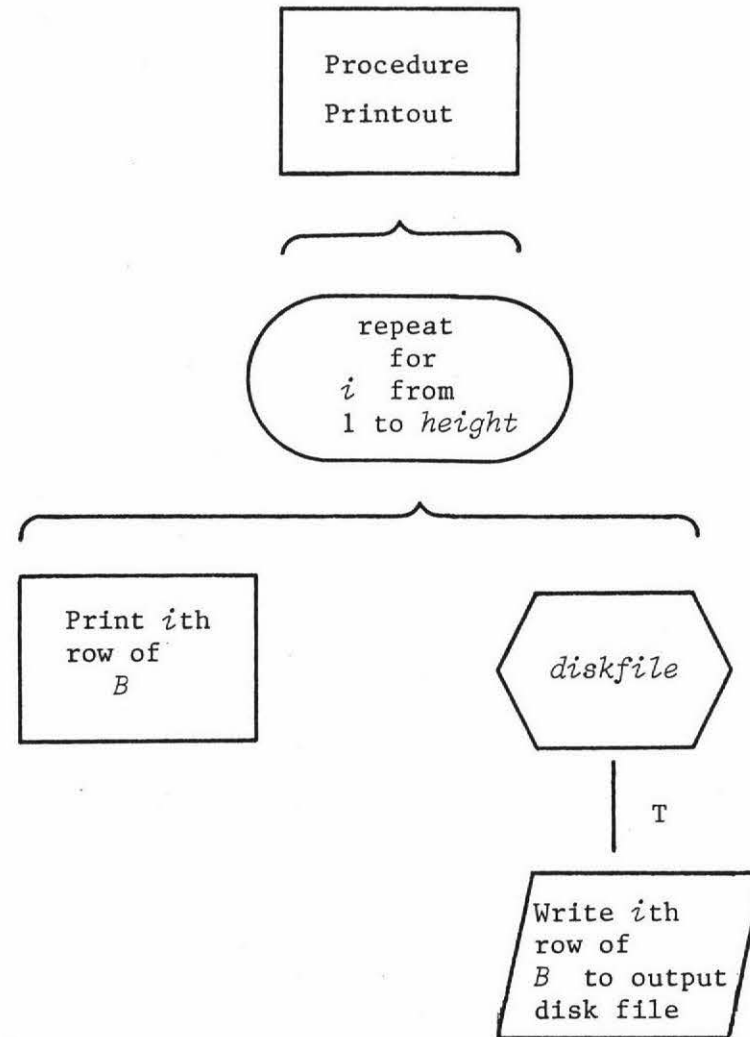 Procedure
Printout
repeat
for
i from
1 to height
Print ith
row of
B
diskfile
T
Write ith
row of
B to output
disk file